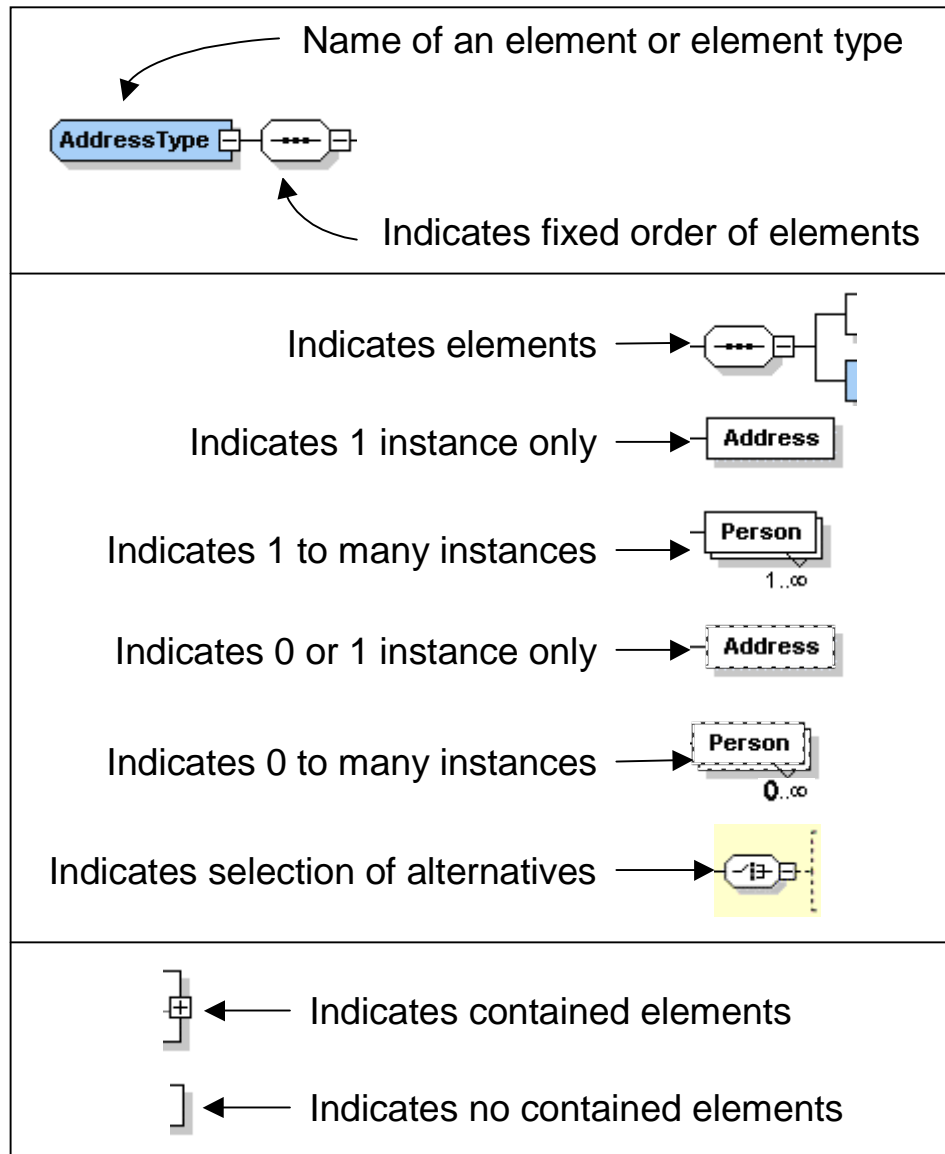 Name of an element or element type
AddressType
Indicates fixed order of elements
Indicates elements
Indicates 1 instance only
Address
Indicates 1 to many instances
Person
1..∞
Indicates 0 or 1 instance only
Address
Indicates 0 to many instances
Person
0..∞
Indicates selection of alternatives
Indicates contained elements
Indicates no contained elements